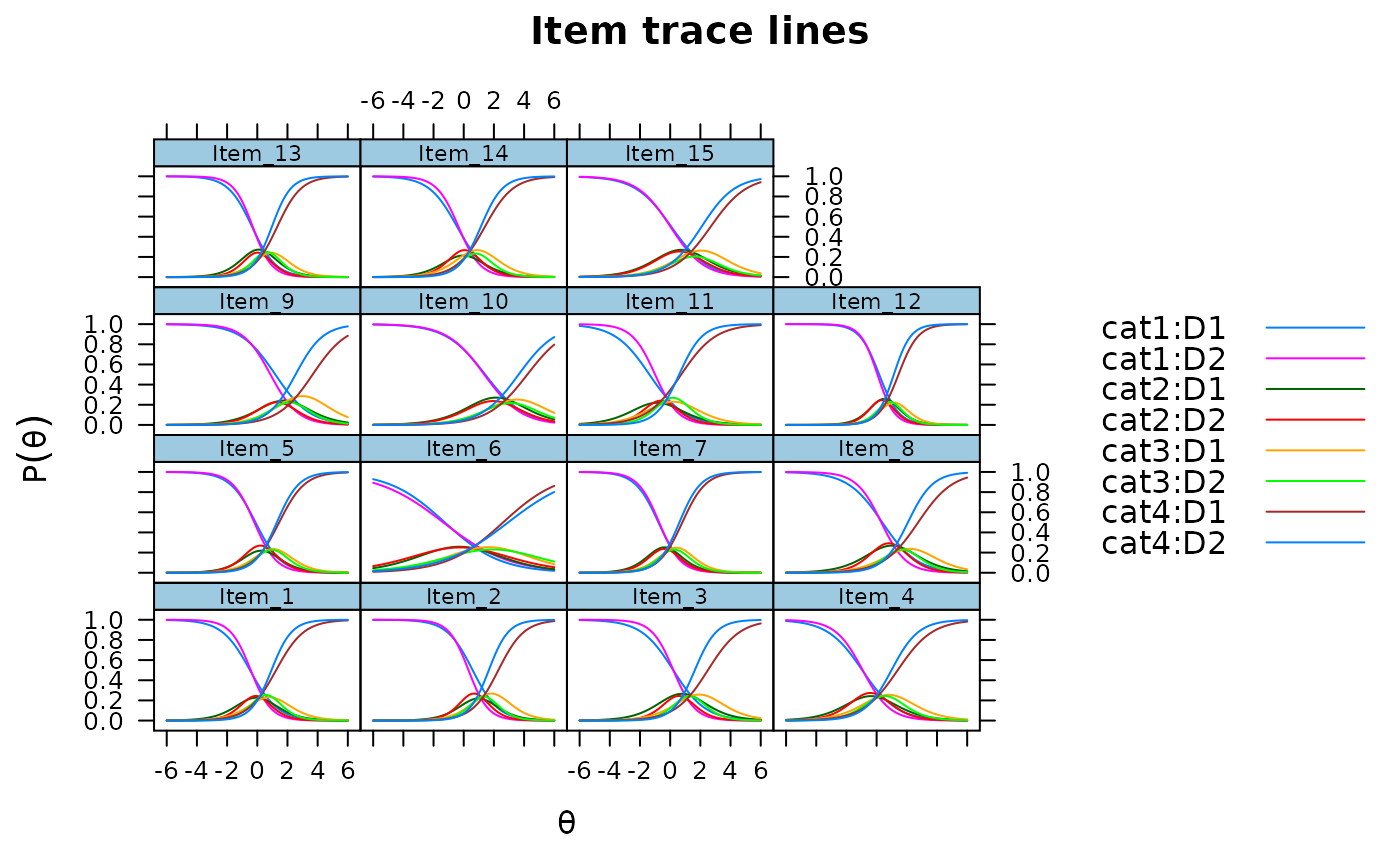 Item trace lines
-6 -4 -2 0 2 4 6
Item_13 Item_14 Item_15
1.0
0.8
0.6
0.4
0.2
0.0
Item_9 Item_10 Item_11 Item_12
1.0
0.8
0.6
0.4
0.2
0.0
Item_5 Item_6 Item_7 Item_8
1.0
0.8
0.6
0.4
0.2
0.0
Item_1 Item_2 Item_3 Item_4
1.0
0.8
0.6
0.4
0.2
0.0
-6 -4 -2 0 2 4 6 -6 -4 -2 0 2 4 6
θ
P(θ)
cat1:D1
cat1:D2
cat2:D1
cat2:D2
cat3:D1
cat3:D2
cat4:D1
cat4:D2